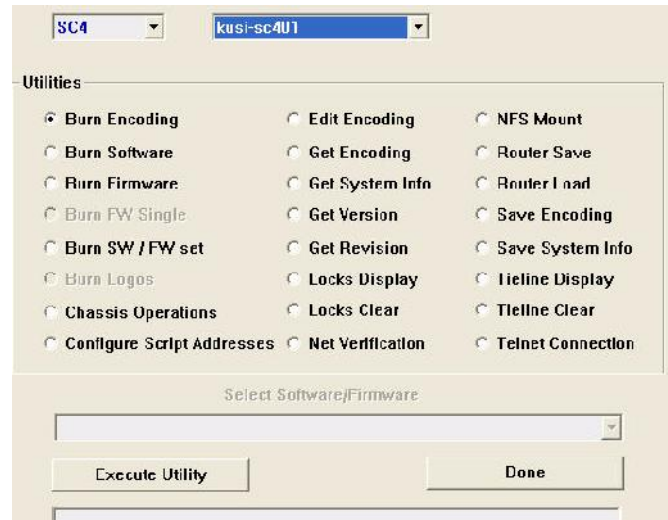 SC4 kusi-sc4U1
Utilities
Burn Encoding Edit Encoding NFS Mount
Burn Software Get Encoding Router Save
Burn Firmware Get System Info Router Load
Burn FW Single Get Version Save Encoding
Burn SW / FW set Get Revision Save System Info
Burn Logos Locks Display Tieline Display
Chassis Operations Locks Clear Tieline Clear
Configure Script Addresses Net Verification Telnet Connection
Select Software/Firmware
Execute Utility Done